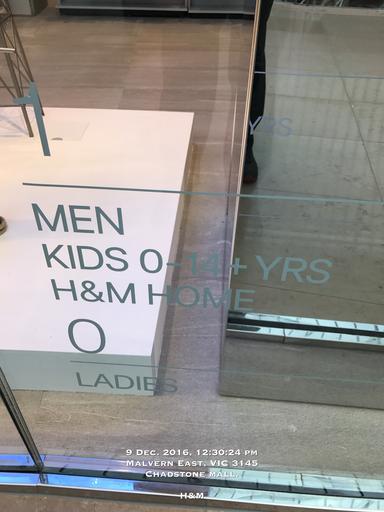 1
YRS
MEN
KIDS 0-14+ YRS
H&M HOME
0
LADIES
9 Dec. 2016, 12:30:24 pm
Malvern East, VIC 3145
Chadstone Mall.
H&M